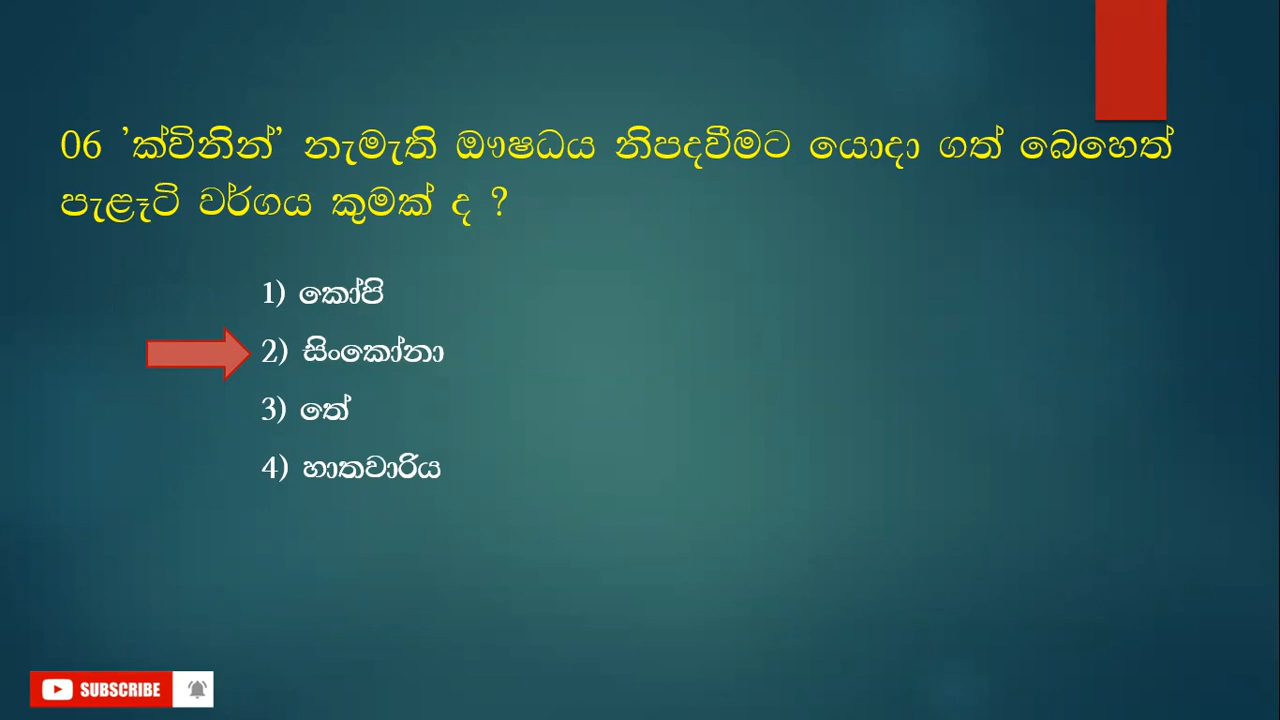 06 'ක්විනින්' නැමැති ඖෂධය නිපදවීමට යොදා ගත් බෙහෙත්
පැළෑටි වර්ගය කුමක් ද ?
1) කෝපි
2) සිංකෝනා
3) තේ
4) හාතවාරිය
SUBSCRIBE